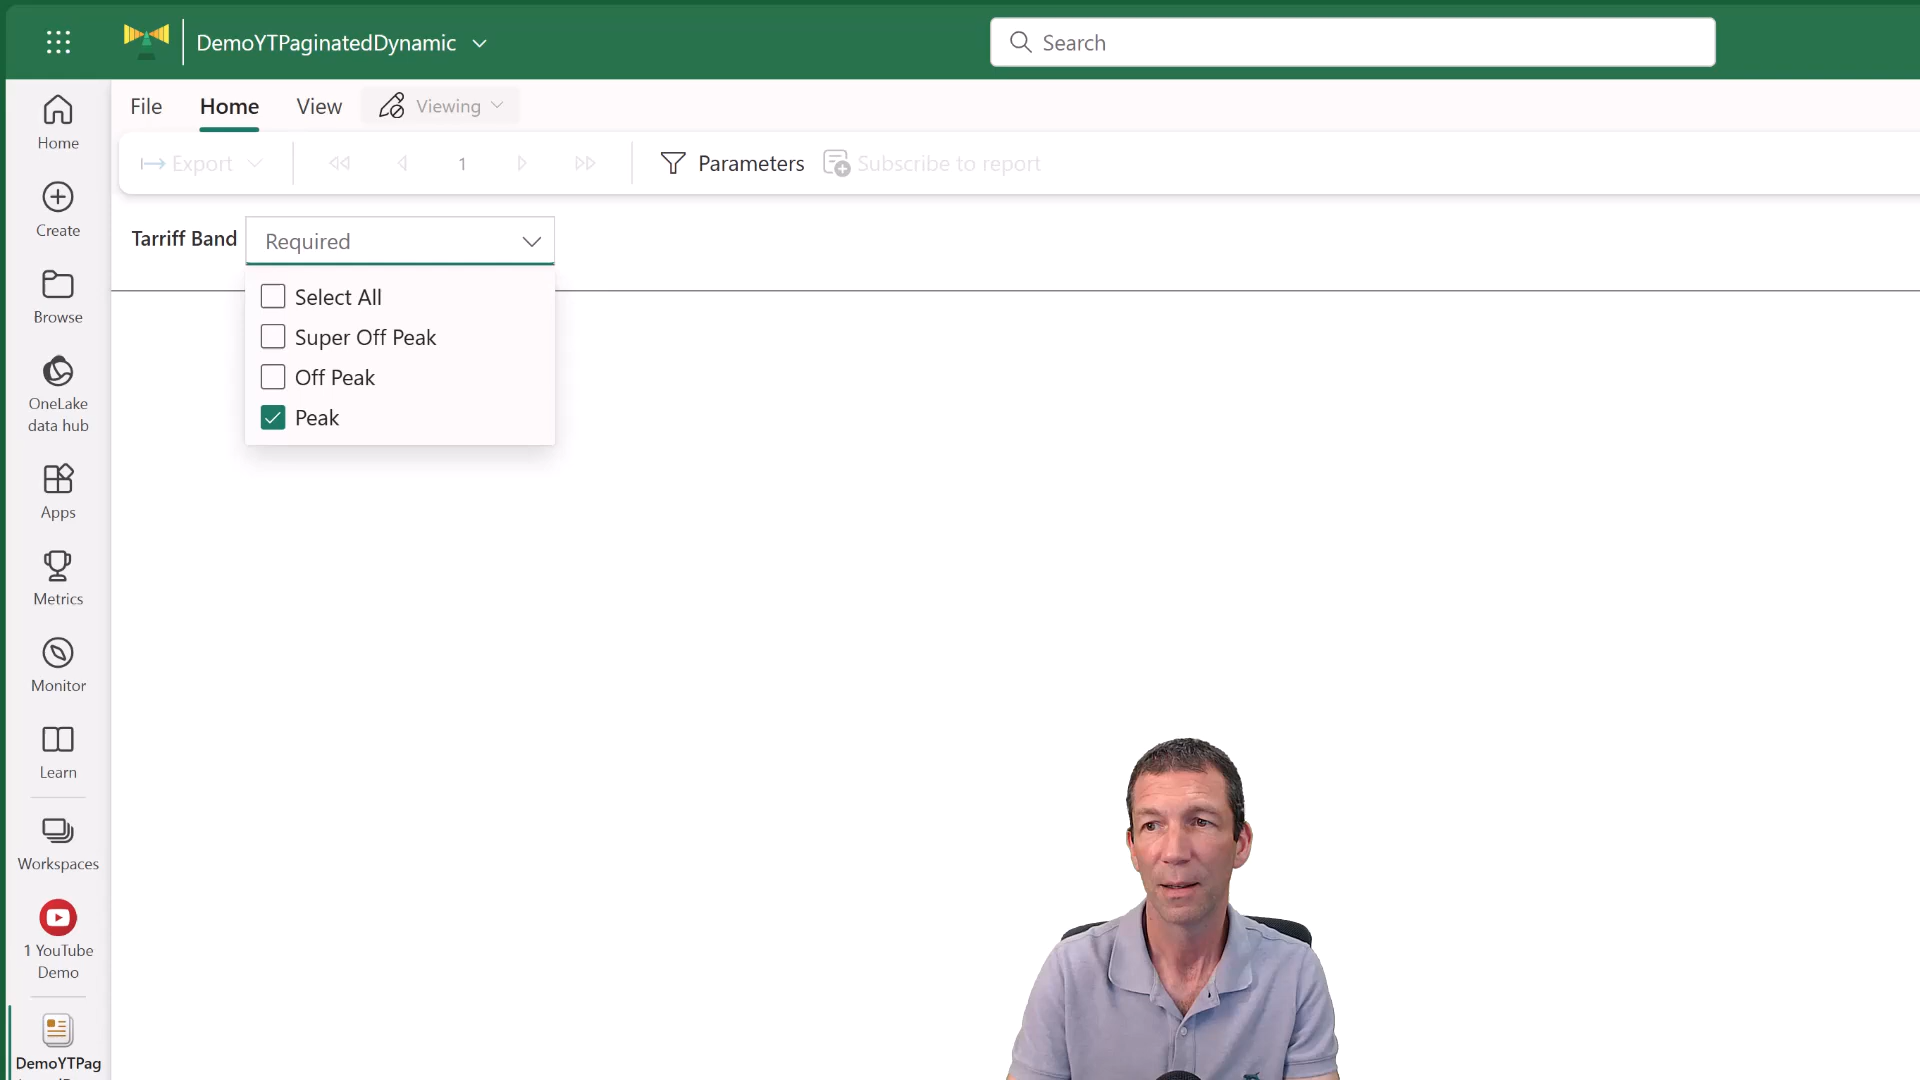 DemoYTPaginatedDynamic
Search
File
Home
View
Viewing
Export
1
Parameters
Subscribe to report
Tarriff Band
Required
Select All
Super Off Peak
Off Peak
Peak
Home
Create
Browse
OneLake
data hub
Apps
Metrics
Monitor
Learn
Workspaces
1 YouTube
Demo
DemoYTPag